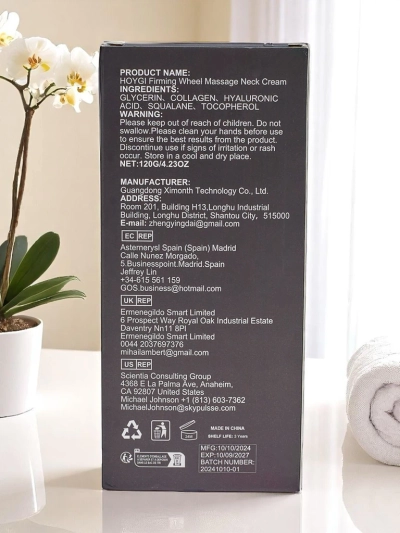 PRODUCT NAME:
HOYGI Firming Wheel Massage Neck Cream
INGREDIENTS:
GLYCERIN, COLLAGEN, HYALURONIC
ACID, SQUALANE, TOCOPHEROL
WARNING:
Please keep out of reach of children. Do not
swallow.Please clean your hands before use
to ensure the best results from the product.
Discontinue use if signs of irritation or rash
occur. Store in a cool and dry place.
NET:120G/4.23OZ
MANUFACTURER:
Guangdong Ximonth Technology Co., Ltd.
ADDRESS:
Room 201, Building H13,Longhu Industrial
Building, Longhu District, Shantou City, 515000
E-mail: zhengyingdai@gmail.com
EC REP
Astemerysl Spain (Spain) Madrid
Calle Nunez Morgado,
5.Businesspoint.Madrid.Spain
Jeffrey Lin
+34-615 561 159
GOS.business@hotmail.com
UK REP
Ermenegildo Smart Limited
6 Prospect Way Royal Oak Industrial Estate
Daventry Nn11 8Pl
Ermenegildo Smart Limited
0044 2037697376
mihailambert@gmail.com
US REP
Scientia Consulting Group
4368 E La Palma Ave, Anaheim,
CA 92807 United States
Michael Johnson +1 (813) 603-7362
MichaelJohnson@skypulsse.com
24M
MADE IN CHINA
SHELF LIFE: 3 Years
MFG:10/10/2024
EXP:10/09/2027
BATCH NUMBER:
20241010-01